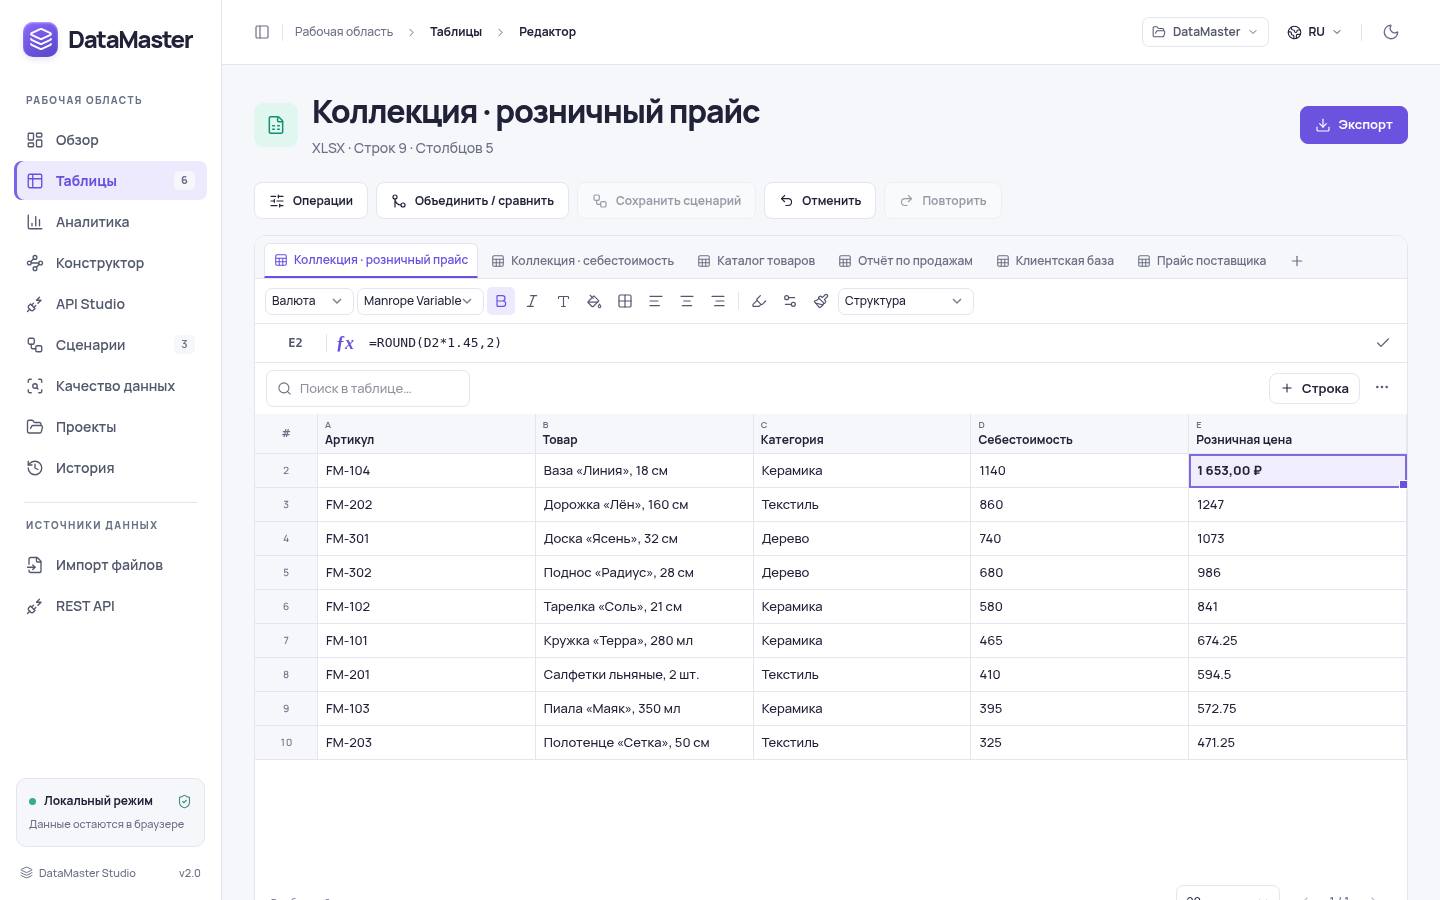 DataMaster
Рабочая область
Таблицы
Редактор
DataMaster
RU
РАБОЧАЯ ОБЛАСТЬ
Обзор
Таблицы 6
Аналитика
Конструктор
API Studio
Сценарии 3
Качество данных
Проекты
История
ИСТОЧНИКИ ДАННЫХ
Импорт файлов
REST API
Локальный режим
Данные остаются в браузере
DataMaster Studio v2.0
Коллекция · розничный прайс
XLSX · Строк 9 · Столбцов 5
Экспорт
Операции
Объединить / сравнить
Сохранить сценарий
Отменить
Повторить
Коллекция · розничный прайс
Коллекция · себестоимость
Каталог товаров
Отчёт по продажам
Клиентская база
Прайс поставщика
Валюта
Manrope Variable
Структура
E2 ƒx =ROUND(D2*1.45,2)
Поиск в таблице...
Строка
A B C D E
# Артикул Товар Категория Себестоимость Розничная цена
2 FM-104 Ваза «Линия», 18 см Керамика 1140 1 653,00 ₽
3 FM-202 Дорожка «Лён», 160 см Текстиль 860 1247
4 FM-301 Доска «Ясень», 32 см Дерево 740 1073
5 FM-302 Поднос «Радиус», 28 см Дерево 680 986
6 FM-102 Тарелка «Соль», 21 см Керамика 580 841
7 FM-101 Кружка «Терра», 280 мл Керамика 465 674.25
8 FM-201 Салфетки льняные, 2 шт. Текстиль 410 594.5
9 FM-103 Пиала «Маяк», 350 мл Керамика 395 572.75
10 FM-203 Полотенце «Сетка», 50 см Текстиль 325 471.25